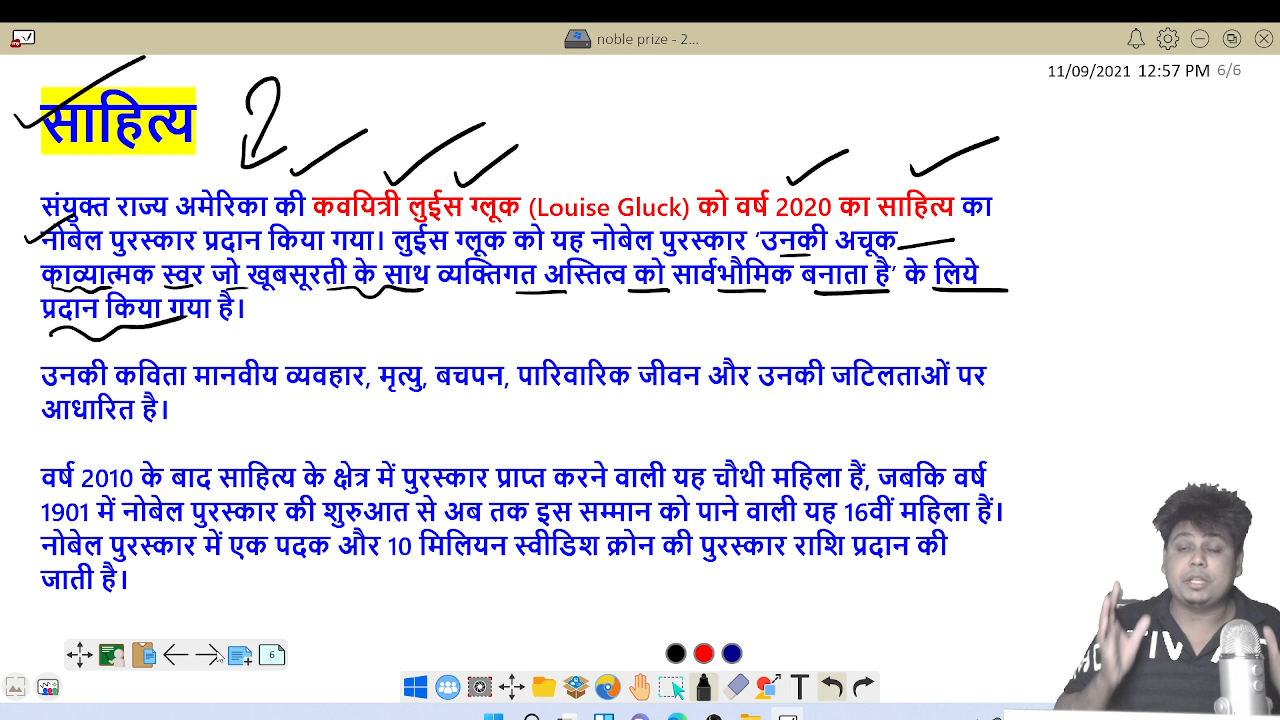 noble prize - 2...
11/09/2021 12:57 PM 6/6
साहित्य
संयुक्त राज्य अमेरिका की कवयित्री लुईस ग्लूक (Louise Gluck) को वर्ष 2020 का साहित्य का
नोबेल पुरस्कार प्रदान किया गया। लुईस ग्लूक को यह नोबेल पुरस्कार ‘उनकी अचूक
काव्यात्मक स्वर जो खूबसूरती के साथ व्यक्तिगत अस्तित्व को सार्वभौमिक बनाता है’ के लिये
प्रदान किया गया है।
उनकी कविता मानवीय व्यवहार, मृत्यु, बचपन, पारिवारिक जीवन और उनकी जटिलताओं पर
आधारित है।
वर्ष 2010 के बाद साहित्य के क्षेत्र में पुरस्कार प्राप्त करने वाली यह चौथी महिला हैं, जबकि वर्ष
1901 में नोबेल पुरस्कार की शुरुआत से अब तक इस सम्मान को पाने वाली यह 16वीं महिला हैं।
नोबेल पुरस्कार में एक पदक और 10 मिलियन स्वीडिश क्रोन की पुरस्कार राशि प्रदान की
जाती है।
6
T